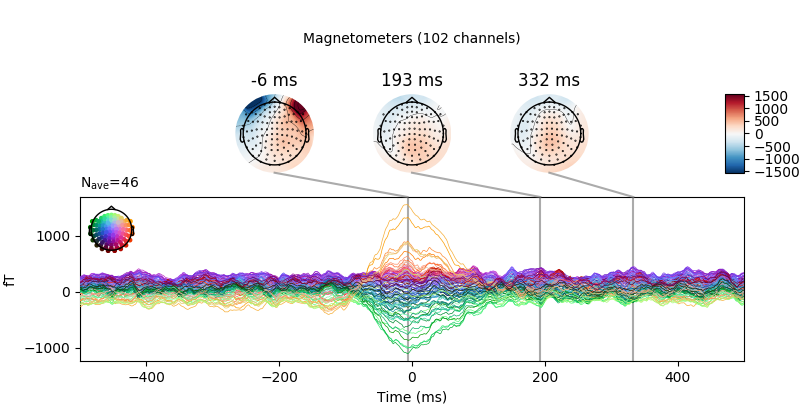 Magnetometers (102 channels)
-6 ms
193 ms
332 ms
1500
1000
500
0
−500
−1000
−1500
Nave=46
1000
0
−1000
fT
−400
−200
0
200
400
Time (ms)